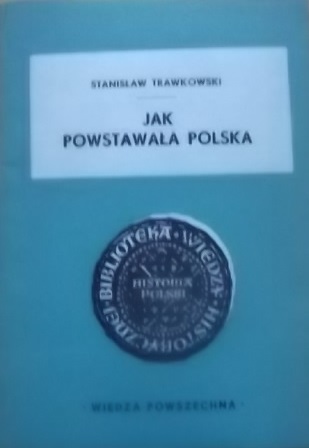 STANISŁAW TRAWKOWSKI
JAK
POWSTAWAŁA POLSKA
BIBLIOTEKA • WIEDZY • HISTORYCZNEJ •
HISTORIA
POLSKI
• WIEDZA POWSZECHNA •